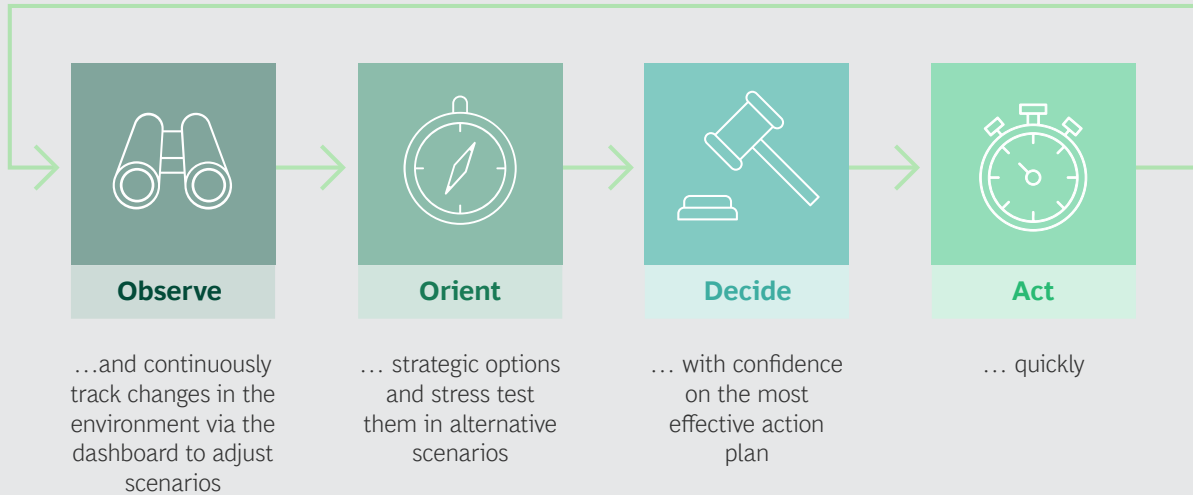 Observe
…and continuously
track changes in the
environment via the
dashboard to adjust
scenarios
Orient
… strategic options
and stress test
them in alternative
scenarios
Decide
… with confidence
on the most
effective action
plan
Act
… quickly